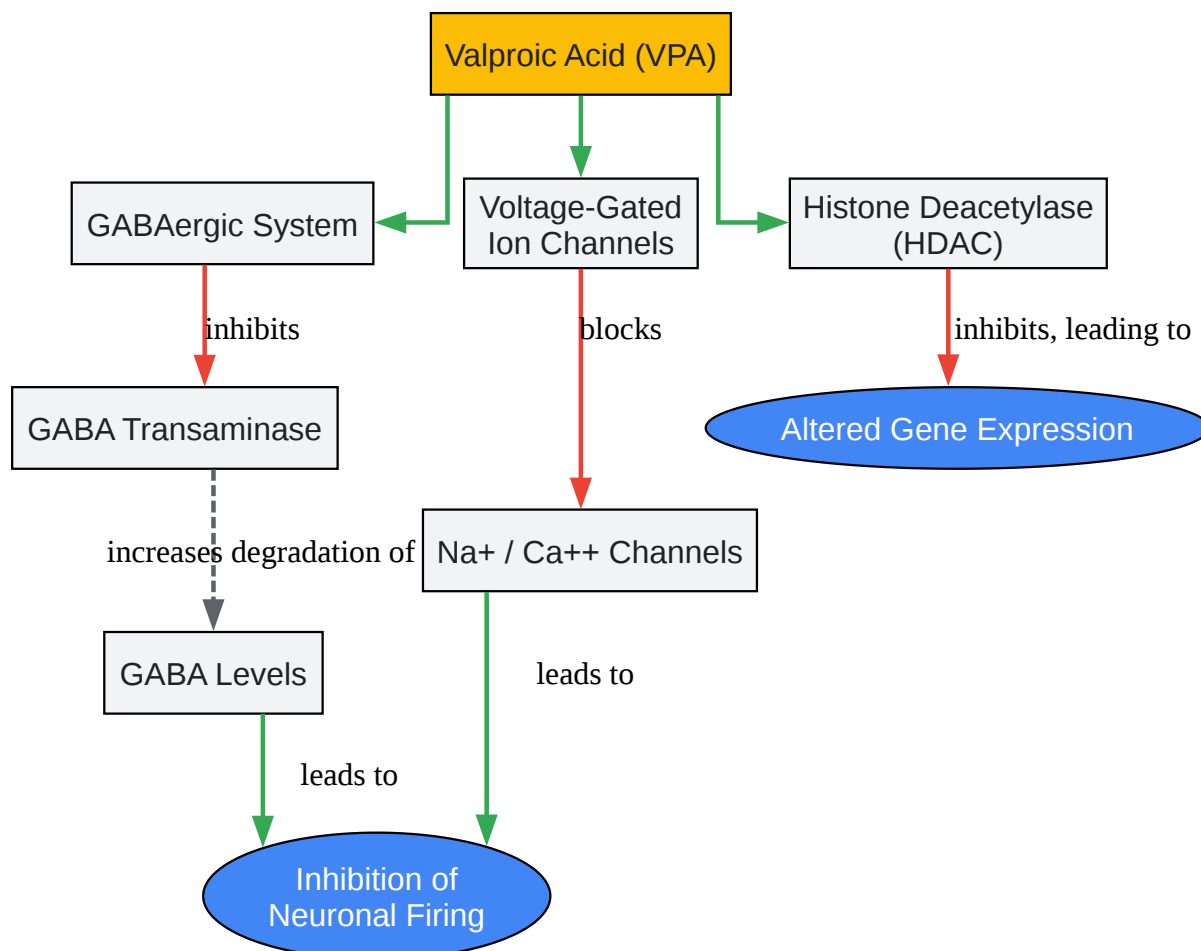 Valproic Acid (VPA)
GABAergic System
Voltage-Gated
Ion Channels
Histone Deacetylase
(HDAC)
inhibits
blocks
inhibits, leading to
GABA Transaminase
Altered Gene Expression
increases degradation of
Na+ / Ca++ Channels
GABA Levels
leads to
leads to
Inhibition of
Neuronal Firing